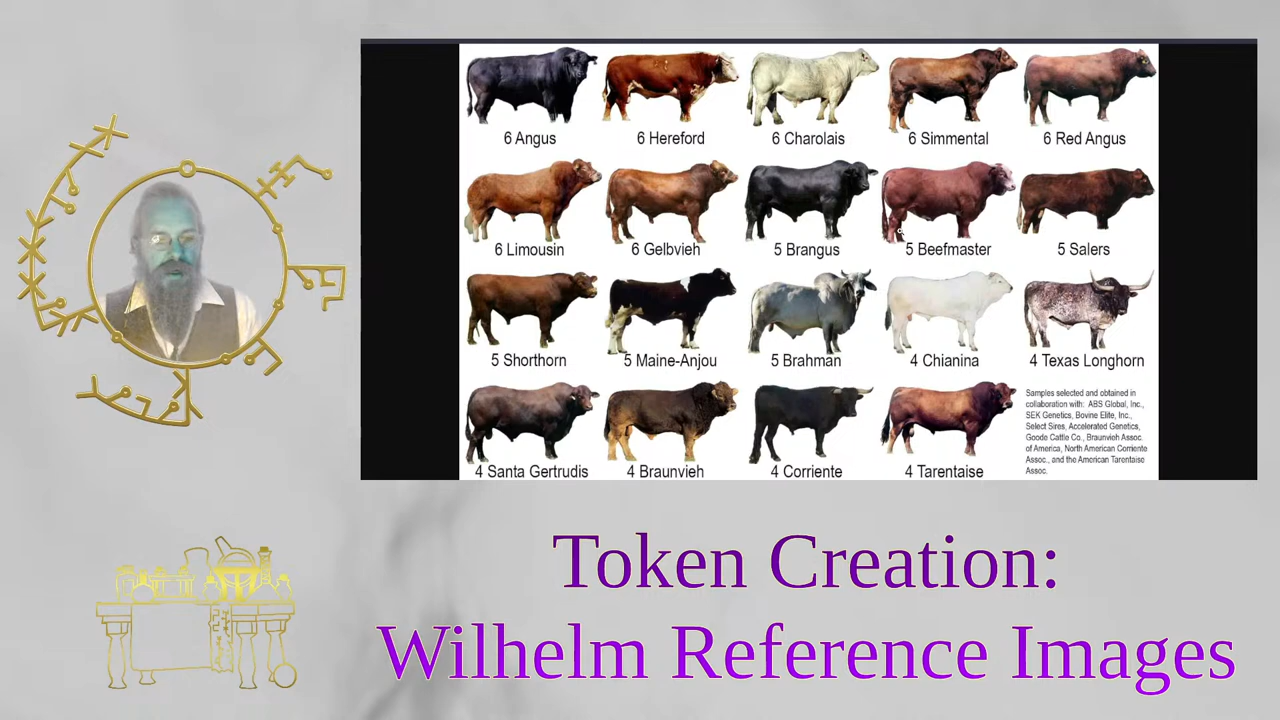 6 Angus
6 Hereford
6 Charolais
6 Simmental
6 Red Angus
6 Limousin
6 Gelbvieh
5 Brangus
5 Beefmaster
5 Salers
5 Shorthorn
5 Maine-Anjou
5 Brahman
4 Chianina
4 Texas Longhorn
4 Santa Gertrudis
4 Braunvieh
4 Corriente
4 Tarentaise
Samples selected and obtained in
collaboration with: ABS Global, Inc.,
SEK Genetics, Bovine Elite, Inc.,
Select Sires, Accelerated Genetics,
Goode Cattle Co., Braunvieh Assoc.
of America, North American Corriente
Assoc., and the American Tarentaise
Assoc.
Token Creation:
Wilhelm Reference Images